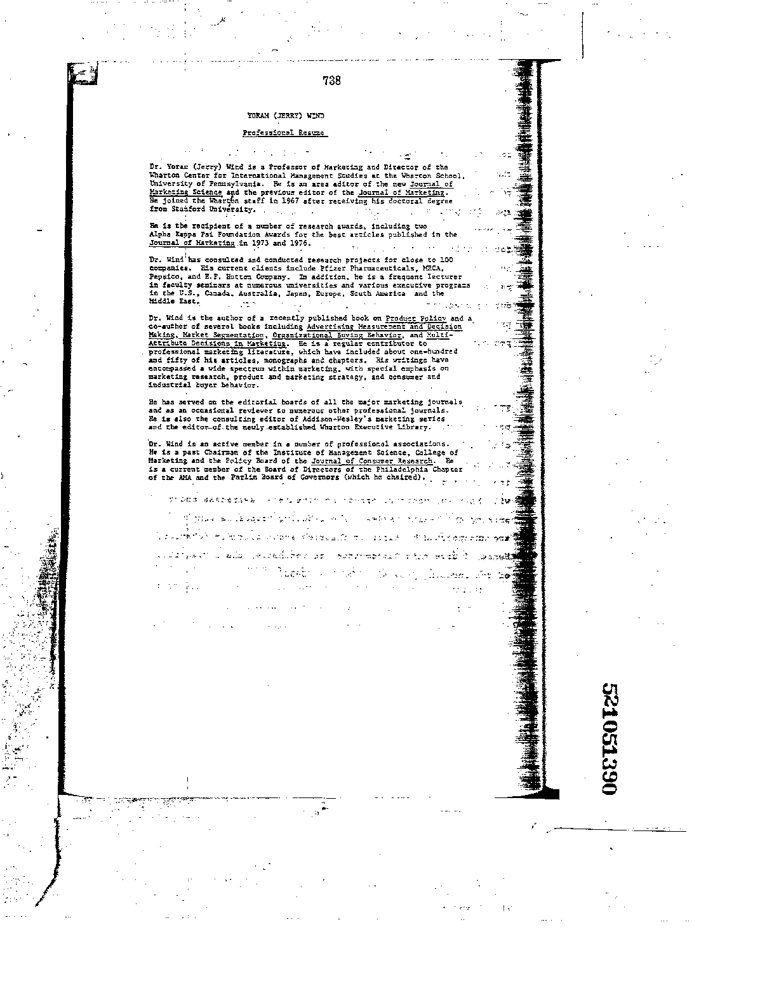 738
YORAM (JERRY) WIND
Professional Resume
Dr. Yoram (Jerry) Wind is a Professor of Marketing and Director of the
Wharton Center for International Management Studies at the Wharton School,
University of Pennsylvania. He is an area editor of the new Journal of
Marketing Science and the previous editor of the Journal of Marketing.
He joined the Wharton staff in 1967 after receiving his doctoral degree
from Stanford University.
He is the recipient of a number of research awards, including two
Alpha Kappa Psi Foundation Awards for the best articles published in the
Journal of Marketing in 1973 and 1976.
Dr. Wind has consulted and conducted research projects for close to 100
companies. His current clients include Pfizer Pharmaceuticals, MRCA,
Pepsico, and E.F. Hutton Company. In addition, he is a frequent lecturer
in faculty seminars at numerous universities and various executive programs
in the U.S., Canada, Australia, Japan, Europe, South America and the
Middle East.
Dr. Wind is the author of a recently published book on Product Policy and a
co-author of several books including Advertising Measurement and Decision
Making, Market Segmentation, Organizational Buying Behavior, and Multi-
Attribute Decisions in Marketing. He is a regular contributor to
professional marketing literature, which have included about one-hundred
and fifty of his articles, monographs and chapters. His writings have
encompassed a wide spectrum within marketing, with special emphasis on
marketing research, product and marketing strategy, and consumer and
industrial buyer behavior.
He has served on the editorial boards of all the major marketing journals
and as an occasional reviewer to numerous other professional journals.
He is also the consulting editor of Addison-Wesley's marketing series
and the editor of the newly established Wharton Executive Library.
Dr. Wind is an active member in a number of professional associations.
He is a past Chairman of the Institute of Management Science, College of
Marketing and the Policy Board of the Journal of Consumer Research. He
is a current member of the Board of Directors of the Philadelphia Chapter
of the AMA and the Parlin Board of Governors (which he chaired).
521051390